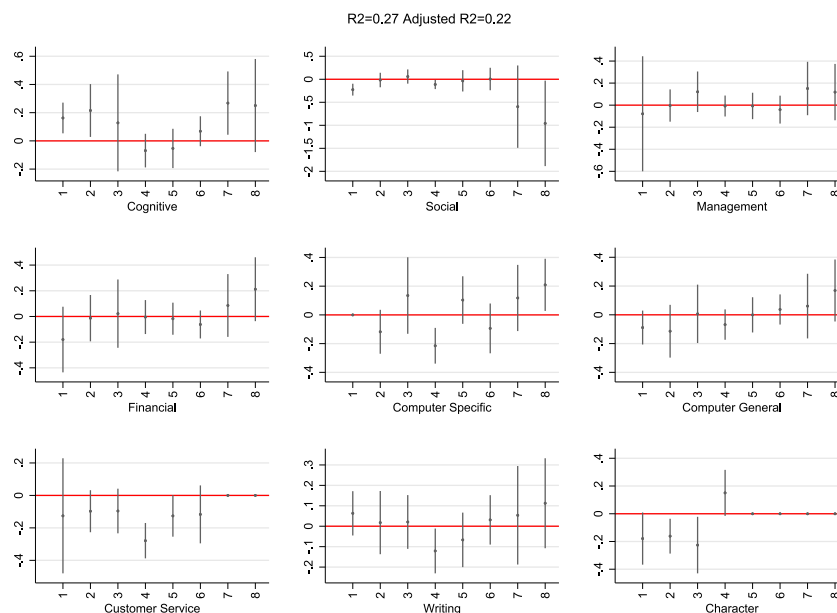 R2=0.27 Adjusted R2=0.22
.6
.4
.2
0
-.2
1 2 3 4 5 6 7 8
Cognitive
.5
0
-.5
-1
-1.5
-2
1 2 3 4 5 6 7 8
Social
.4
.2
0
-.2
-.4
-.6
1 2 3 4 5 6 7 8
Management
.4
.2
0
-.2
-.4
1 2 3 4 5 6 7 8
Financial
.4
.2
0
-.2
-.4
1 2 3 4 5 6 7 8
Computer Specific
.4
.2
0
-.2
-.4
1 2 3 4 5 6 7 8
Computer General
.2
0
-.2
-.4
1 2 3 4 5 6 7 8
Customer Service
.3
.2
.1
0
-.1
-.2
1 2 3 4 5 6 7 8
Writing
.4
.2
0
-.2
-.4
1 2 3 4 5 6 7 8
Character